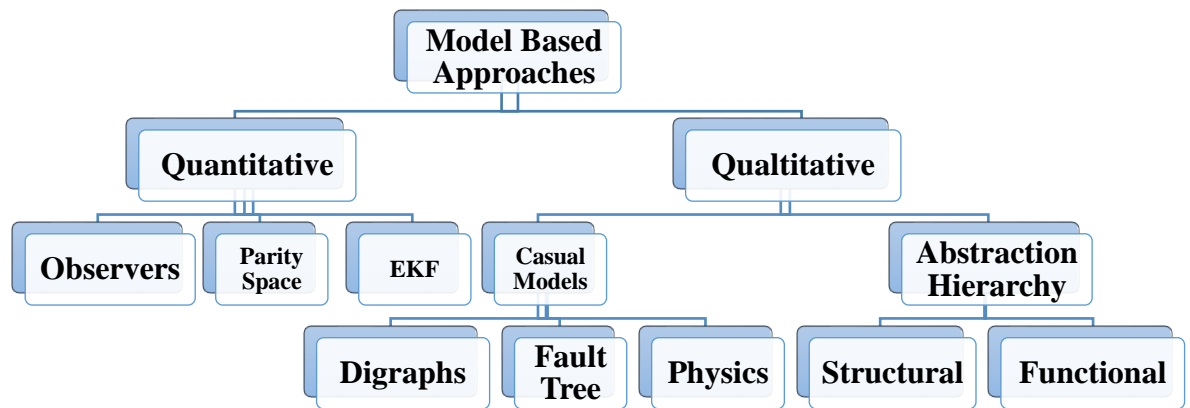 Model Based
Approaches
Quantitative
Qualtitative
Observers
Parity
Space
EKF
Casual
Models
Abstraction
Hierarchy
Digraphs
Fault
Tree
Physics
Structural
Functional